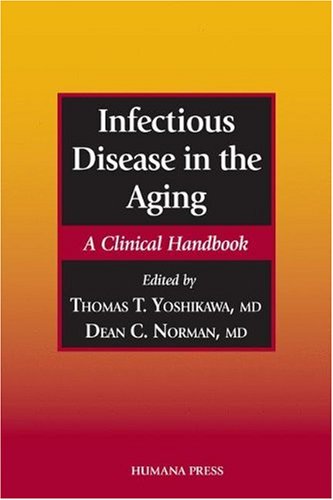 Infectious
Disease in the
Aging
A Clinical Handbook
Edited by
THOMAS T. YOSHIKAWA, MD
DEAN C. NORMAN, MD
HUMANA PRESS